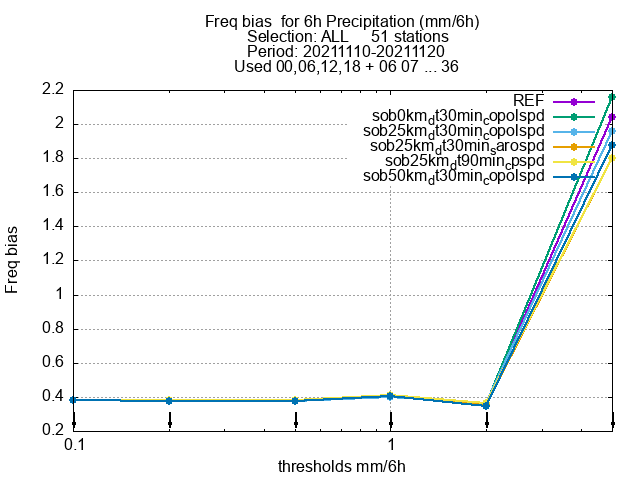 Freq bias  for 6h Precipitation (mm/6h)
Selection: ALL     51 stations
Period: 20211110-20211120
Used 00,06,12,18 + 06 07 ... 36
REF
sob0km_dt30min_copolspd
sob25km_dt30min_copolspd
sob25km_dt30min_sarospd
sob25km_dt90min_cpspd
sob50km_dt30min_copolspd
2.2
2
1.8
1.6
1.4
1.2
1
0.8
0.6
0.4
0.2
Freq bias
0.1 1
thresholds mm/6h